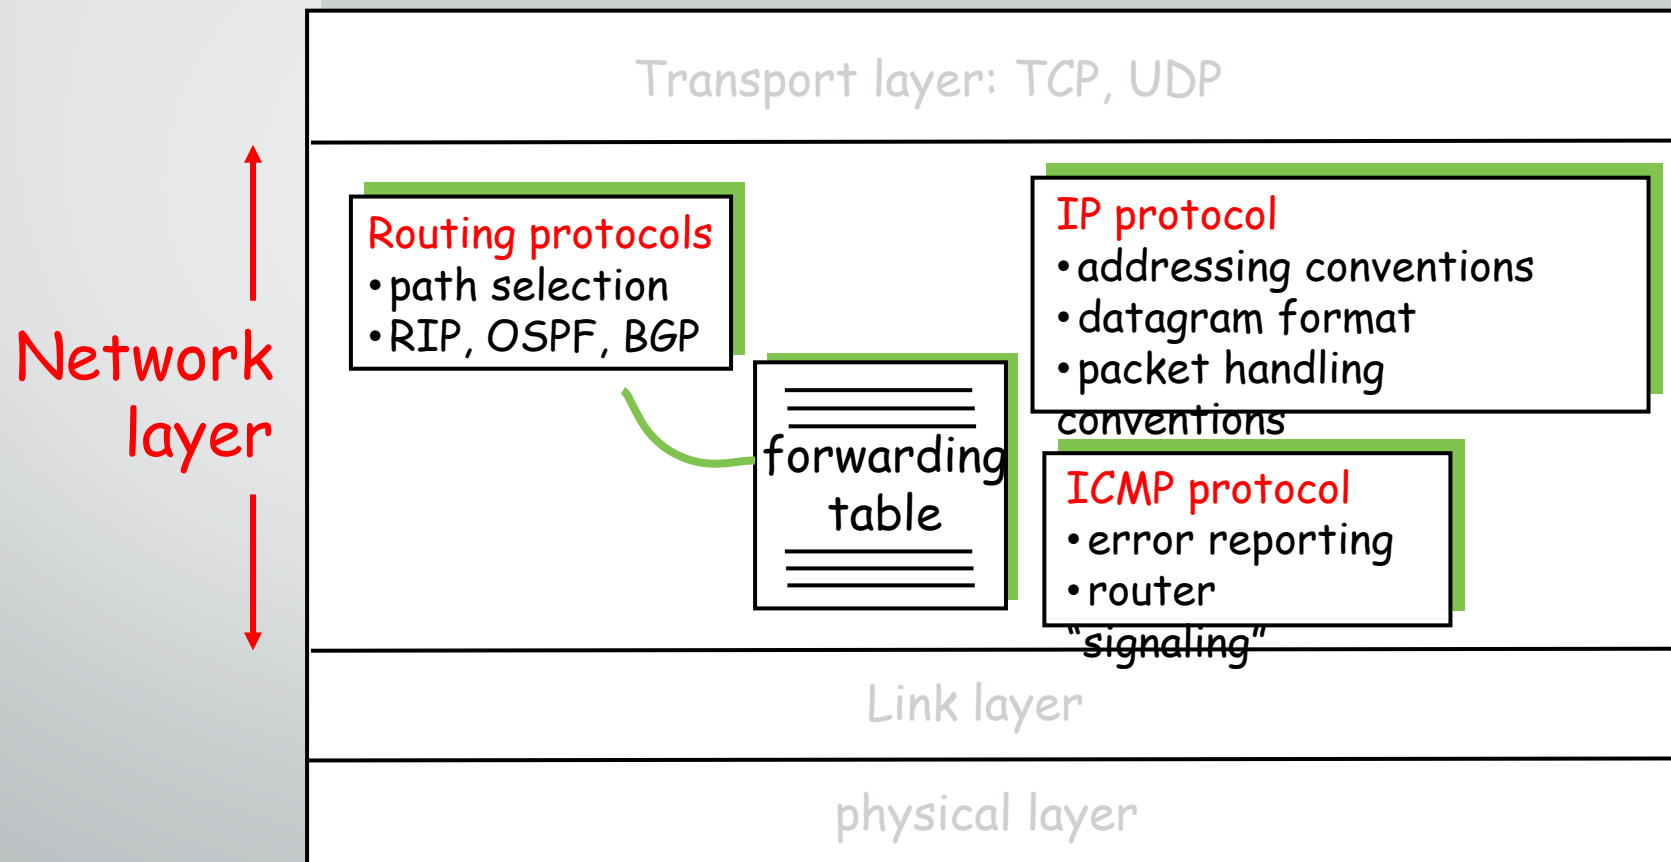 Transport layer: TCP, UDP
Network
layer
Routing protocols
•path selection
•RIP, OSPF, BGP
forwarding
table
IP protocol
•addressing conventions
•datagram format
•packet handling
conventions
ICMP protocol
•error reporting
•router
“signaling”
Link layer
physical layer